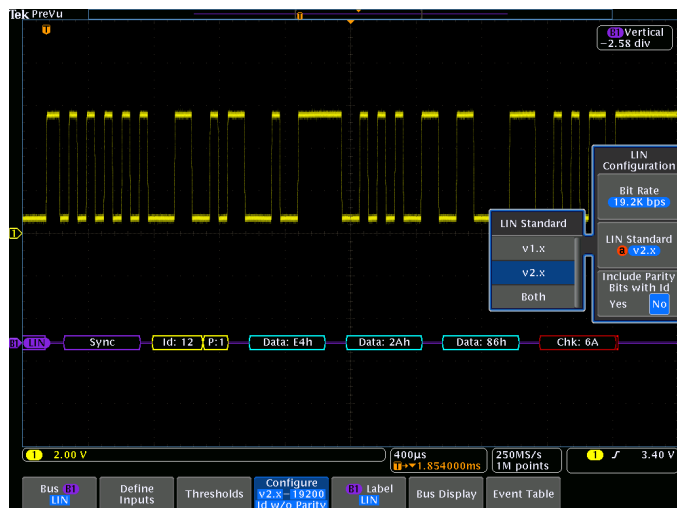 Tek PreVu
T
T
B1 Vertical
-2.58 div
LIN
Configuration
Bit Rate
19.2K bps
LIN Standard
LIN Standard
a v2.x
v1.x
v2.x
Both
Include Parity
Bits with Id
Yes No
1
B1 LIN Sync Id: 12 P:1 Data: E4h Data: 2Ah Data: 86h Chk: 6A
1 2.00 V
400µs
T→▼1.854000ms
250MS/s
1M points
1 3.40 V
Bus B1
LIN
Define
Inputs
Thresholds
Configure
v2.x-19200
Id w/o Parity
B1 Label
LIN
Bus Display
Event Table